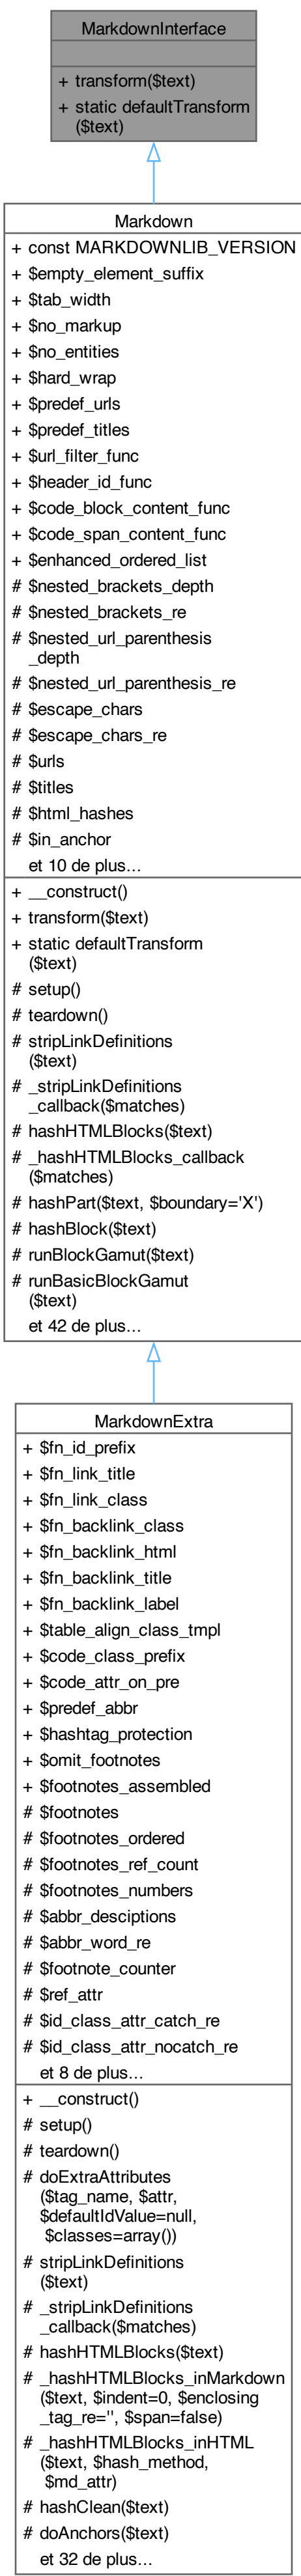 MarkdownInterface
+ transform($text)
+ static defaultTransform
($text)
Markdown
+ const MARKDOWNLIB_VERSION
+ $empty_element_suffix
+ $tab_width
+ $no_markup
+ $no_entities
+ $hard_wrap
+ $predef_urls
+ $predef_titles
+ $url_filter_func
+ $header_id_func
+ $code_block_content_func
+ $code_span_content_func
+ $enhanced_ordered_list
# $nested_brackets_depth
# $nested_brackets_re
# $nested_url_parenthesis
_depth
# $nested_url_parenthesis_re
# $escape_chars
# $escape_chars_re
# $urls
# $titles
# $html_hashes
# $in_anchor
et 10 de plus...
+ __construct()
+ transform($text)
+ static defaultTransform
($text)
# setup()
# teardown()
# stripLinkDefinitions
($text)
# _stripLinkDefinitions
_callback($matches)
# hashHTMLBlocks($text)
# _hashHTMLBlocks_callback
($matches)
# hashPart($text, $boundary='X')
# hashBlock($text)
# runBlockGamut($text)
# runBasicBlockGamut
($text)
et 42 de plus...
MarkdownExtra
+ $fn_id_prefix
+ $fn_link_title
+ $fn_link_class
+ $fn_backlink_class
+ $fn_backlink_html
+ $fn_backlink_title
+ $fn_backlink_label
+ $table_align_class_tmpl
+ $code_class_prefix
+ $code_attr_on_pre
+ $predef_abbr
+ $hashtag_protection
+ $omit_footnotes
+ $footnotes_assembled
# $footnotes
# $footnotes_ordered
# $footnotes_ref_count
# $footnotes_numbers
# $abbr_desciptions
# $abbr_word_re
# $footnote_counter
# $ref_attr
# $id_class_attr_catch_re
# $id_class_attr_nocatch_re
et 8 de plus...
+ __construct()
# setup()
# teardown()
# doExtraAttributes
($tag_name, $attr,
$defaultIdValue=null,
$classes=array())
# stripLinkDefinitions
($text)
# _stripLinkDefinitions
_callback($matches)
# hashHTMLBlocks($text)
# _hashHTMLBlocks_inMarkdown
($text, $indent=0, $enclosing
_tag_re='', $span=false)
# _hashHTMLBlocks_inHTML
($text, $hash_method,
$md_attr)
# hashClean($text)
# doAnchors($text)
et 32 de plus...